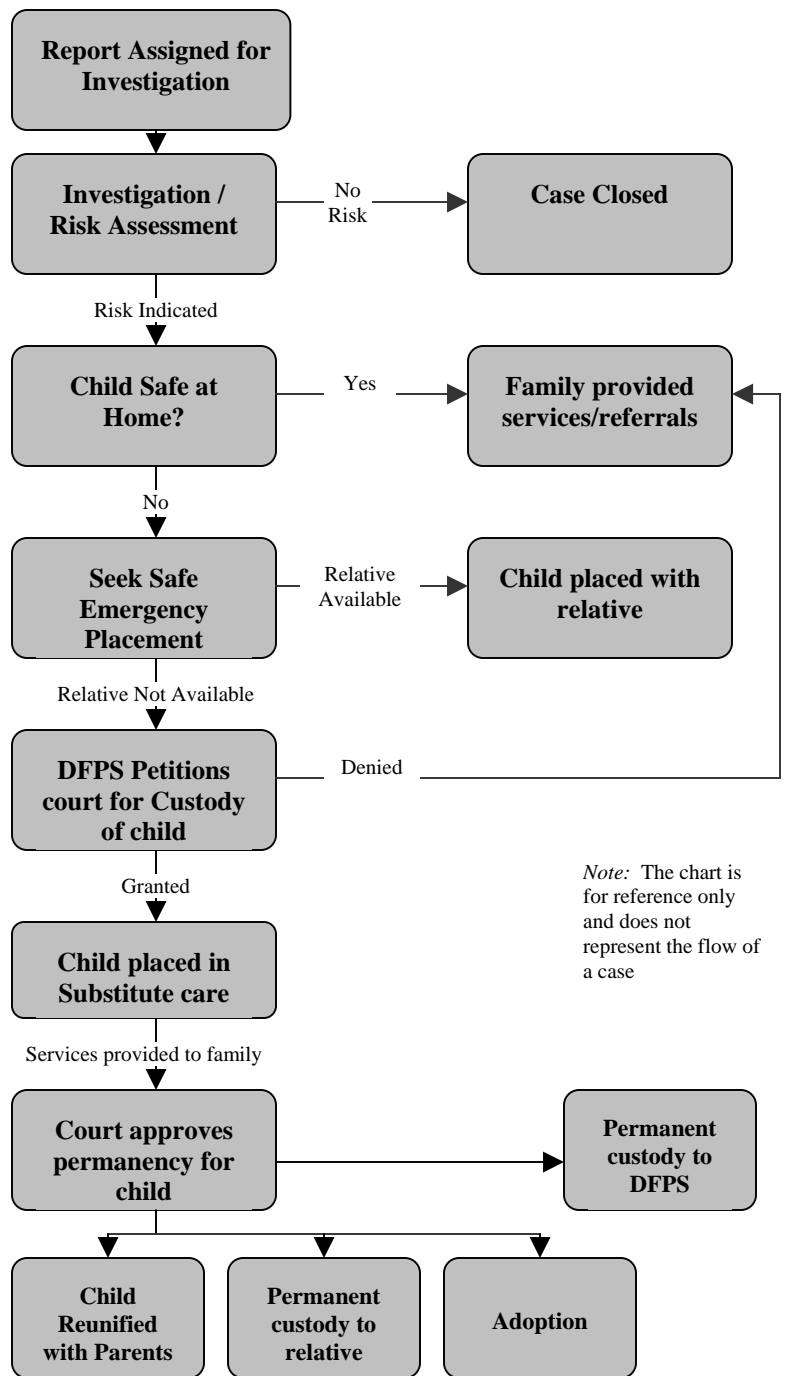 Report Assigned for
Investigation
Investigation /
Risk Assessment
No
Risk
Case Closed
Risk Indicated
Child Safe at
Home?
Yes
Family provided
services/referrals
No
Seek Safe
Emergency
Placement
Relative
Available
Child placed with
relative
Relative Not Available
DFPS Petitions
court for Custody
of child
Denied
Granted
Note: The chart is
for reference only
and does not
represent the flow of
a case
Child placed in
Substitute care
Services provided to family
Court approves
permanency for
child
Permanent
custody to
DFPS
Child
Reunified
with Parents
Permanent
custody to
relative
Adoption